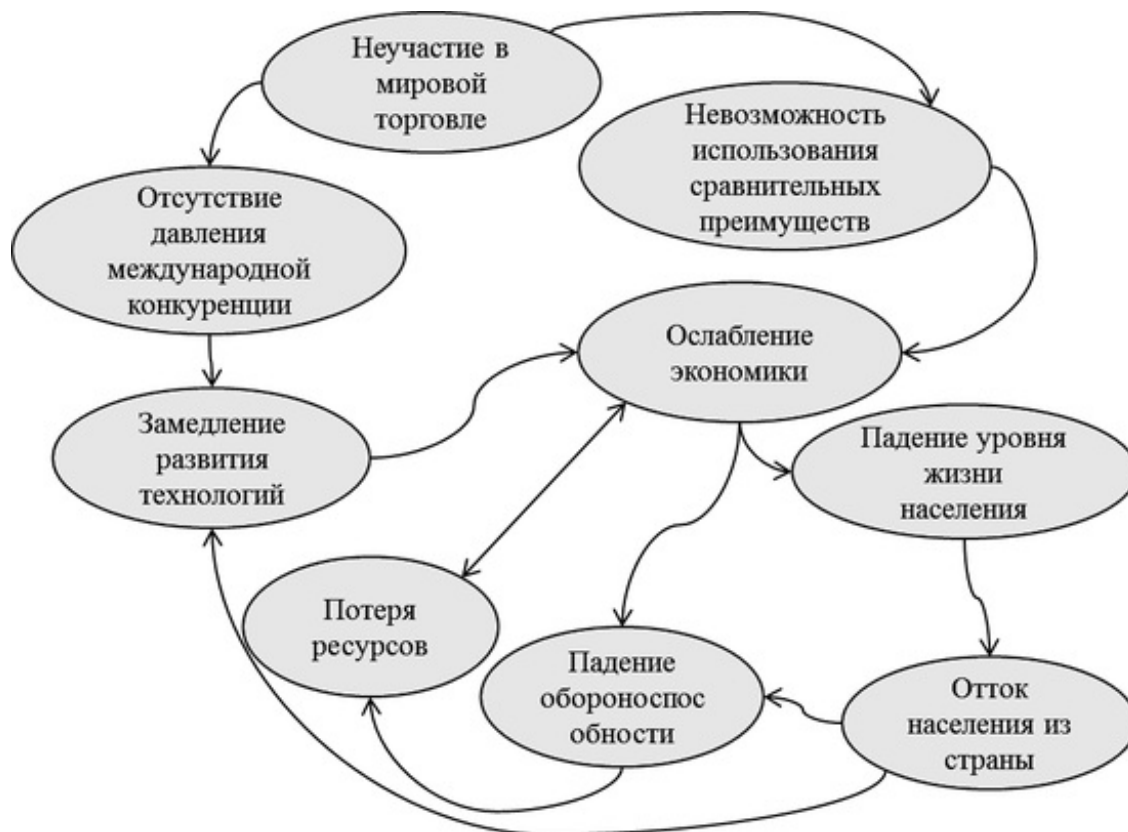 Неучастие в
мировой
торговле
Невозможность
использования
сравнительных
преимуществ
Отсутствие
давления
международной
конкуренции
Ослабление
экономики
Замедление
развития
технологий
Падение уровня
жизни
населения
Потеря
ресурсов
Падение
обороноспос
обности
Отток
населения из
страны